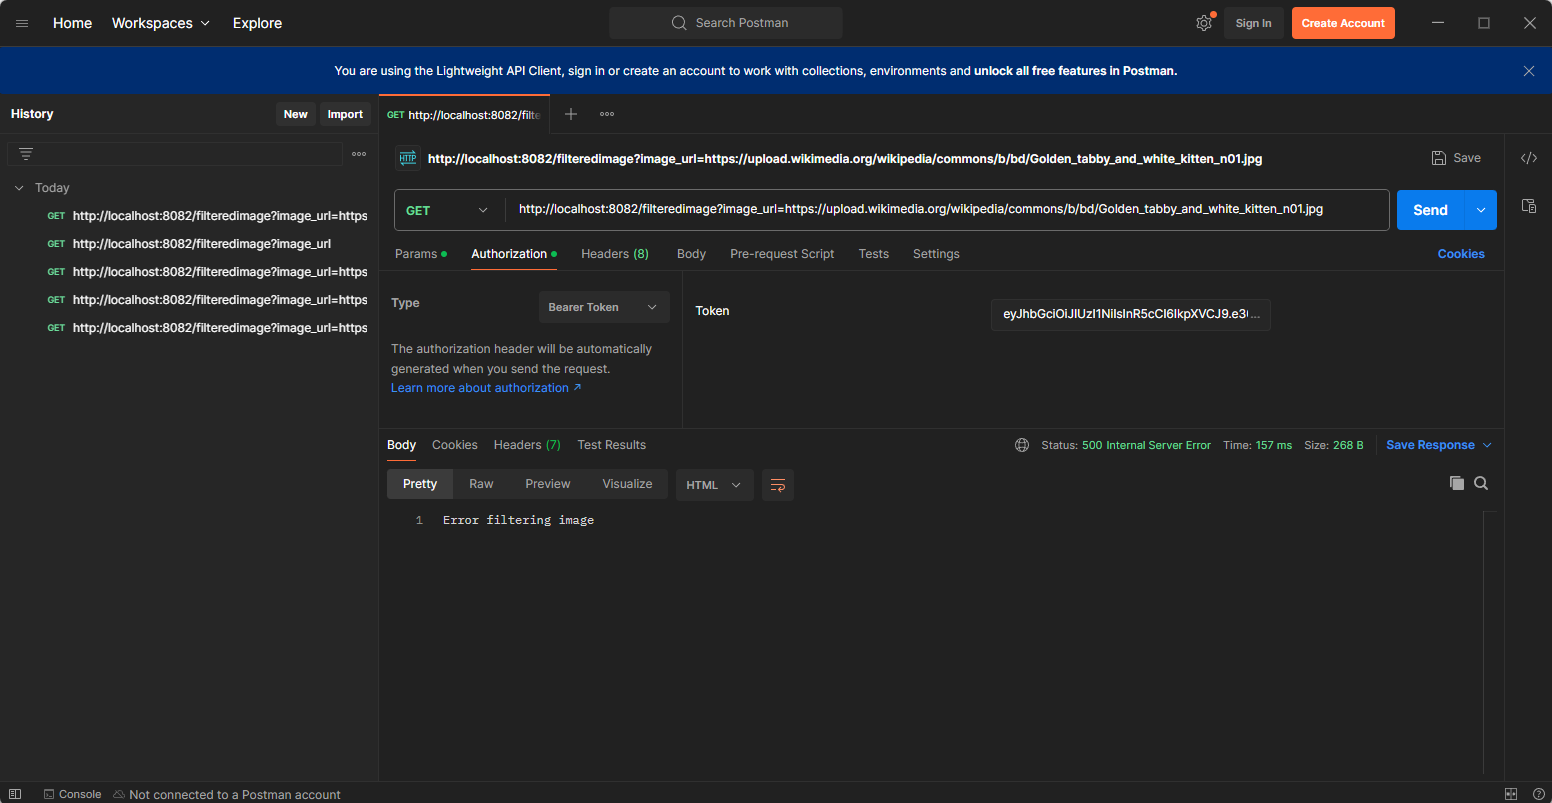 Home Workspaces Explore Search Postman Sign In Create Account
You are using the Lightweight API Client, sign in or create an account to work with collections, environments and unlock all free features in Postman.
History New Import
GET http://localhost:8082/filte
http://localhost:8082/filteredimage?image_url=https://upload.wikimedia.org/wikipedia/commons/b/bd/Golden_tabby_and_white_kitten_n01.jpg
HTTP
Save
Today
GET http://localhost:8082/filteredimage?image_url=https
GET http://localhost:8082/filteredimage?image_url
GET http://localhost:8082/filteredimage?image_url=https
GET http://localhost:8082/filteredimage?image_url=https
GET http://localhost:8082/filteredimage?image_url=https
GET http://localhost:8082/filteredimage?image_url=https://upload.wikimedia.org/wikipedia/commons/b/bd/Golden_tabby_and_white_kitten_n01.jpg Send
Params Authorization Headers (8) Body Pre-request Script Tests Settings Cookies
Type Bearer Token
The authorization header will be automatically
generated when you send the request.
Learn more about authorization ↗
Token eyJhbGciOiJIUzI1NiIsInR5cCI6IkpXVCJ9.e30...
Body Cookies Headers (7) Test Results Status: 500 Internal Server Error Time: 157 ms Size: 268 B Save Response
Pretty Raw Preview Visualize HTML
1 Error filtering image
Console Not connected to a Postman account